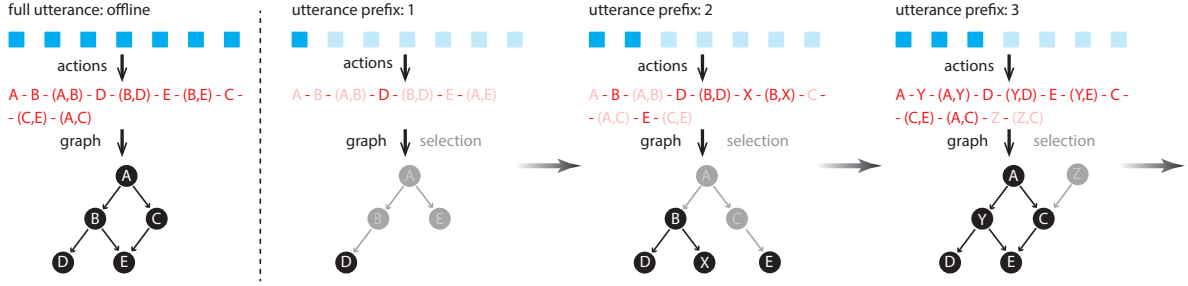 full utterance: offline
actions
A - B - (A,B) - D - (B,D) - E - (B,E) - C -
- (C,E) - (A,C)
graph
A
B
C
D
E
utterance prefix: 1
actions
A - B - (A,B) - D - (B,D) - E - (A,E)
graph
selection
A
B
E
D
utterance prefix: 2
actions
A - B - (A,B) - D - (B,D) - X - (B,X) - C -
- (A,C) - E - (C,E)
graph
selection
A
B
C
D
X
E
utterance prefix: 3
actions
A - Y - (A,Y) - D - (Y,D) - E - (Y,E) - C -
- (C,E) - (A,C) - Z - (Z,C)
graph
selection
A
Z
Y
C
D
E